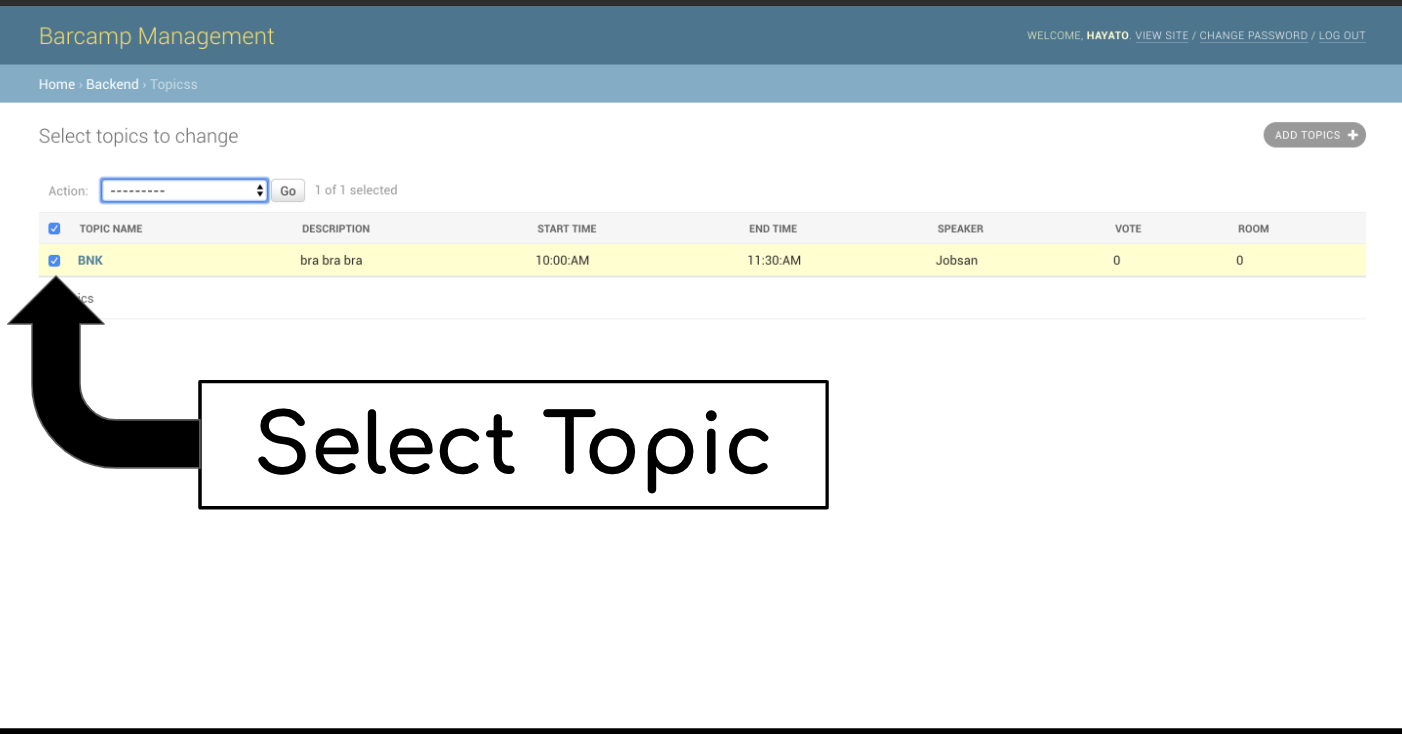 Barcamp Management
WELCOME, HAYATO. VIEW SITE / CHANGE PASSWORD / LOG OUT
Home › Backend › Topicss
Select topics to change
ADD TOPICS +
Action: --------- Go 1 of 1 selected
TOPIC NAME DESCRIPTION START TIME END TIME SPEAKER VOTE ROOM
BNK bra bra bra 10:00:AM 11:30:AM Jobsan 0 0
Select Topic